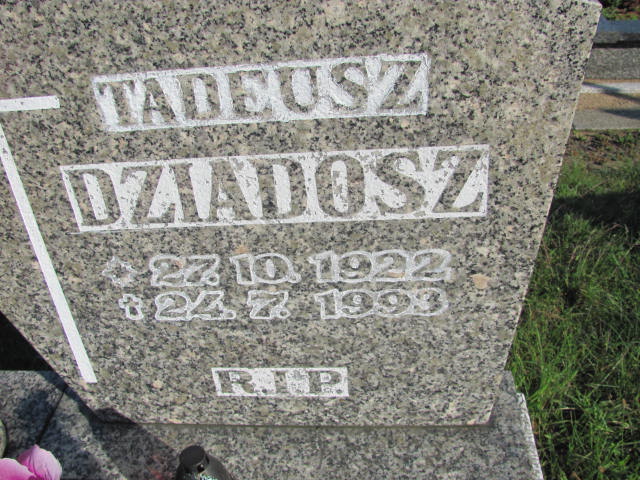 TADEUSZ
DZIADOSZ
☆ 27. 10. 1922
✝ 24. 7. 1993
R.I.P.